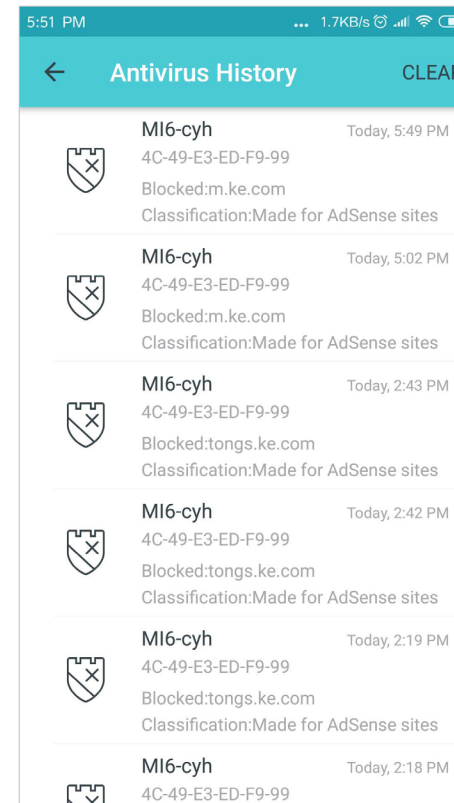 5:51 PM ... 1.7KB/s
Antivirus History CLEAR
MI6-cyh Today, 5:49 PM
4C-49-E3-ED-F9-99
Blocked:m.ke.com
Classification:Made for AdSense sites
MI6-cyh Today, 5:02 PM
4C-49-E3-ED-F9-99
Blocked:m.ke.com
Classification:Made for AdSense sites
MI6-cyh Today, 2:43 PM
4C-49-E3-ED-F9-99
Blocked:tongs.ke.com
Classification:Made for AdSense sites
MI6-cyh Today, 2:42 PM
4C-49-E3-ED-F9-99
Blocked:tongs.ke.com
Classification:Made for AdSense sites
MI6-cyh Today, 2:19 PM
4C-49-E3-ED-F9-99
Blocked:tongs.ke.com
Classification:Made for AdSense sites
MI6-cyh Today, 2:18 PM
4C-49-E3-ED-F9-99